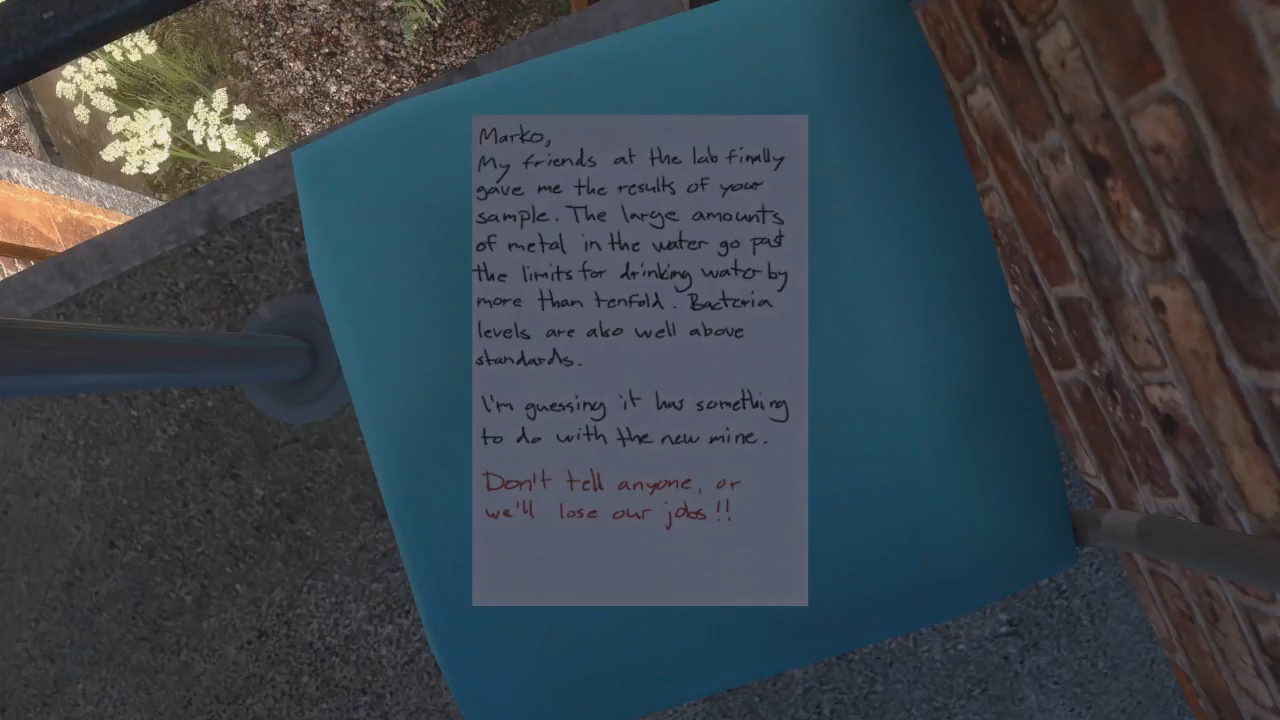 Marko,
My friends at the lab finally
gave me the results of your
sample. The large amounts
of metal in the water go past
the limits for drinking water by
more than tenfold. Bacteria
levels are also well above
standards.
I'm guessing it has something
to do with the new mine.
Don't tell anyone, or
we'll lose our jobs!!